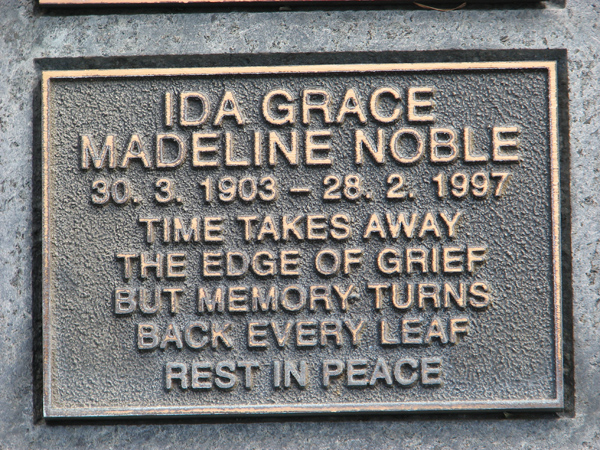 IDA GRACE
MADELINE NOBLE
30. 3. 1903 – 28. 2. 1997
TIME TAKES AWAY
THE EDGE OF GRIEF
BUT MEMORY TURNS
BACK EVERY LEAF
REST IN PEACE